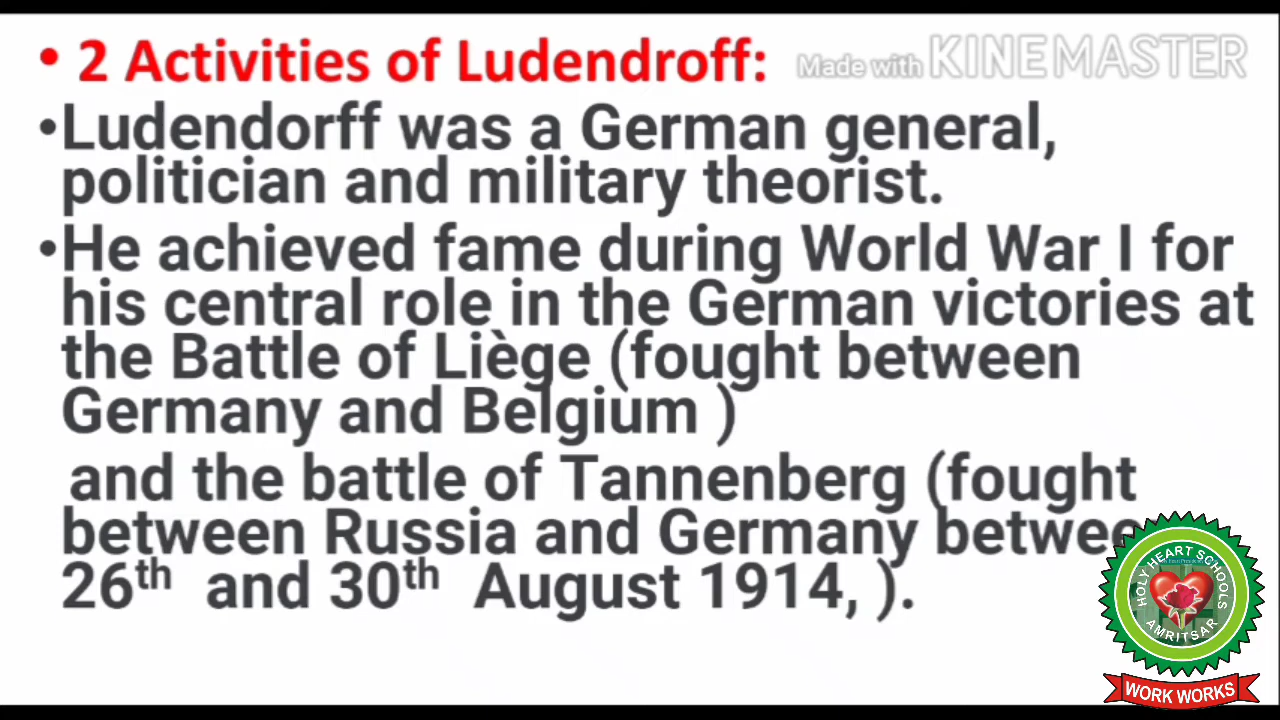 • 2 Activities of Ludendroff:
Made with KINEMASTER
•Ludendorff was a German general,
politician and military theorist.
•He achieved fame during World War I for
his central role in the German victories at
the Battle of Liège (fought between
Germany and Belgium )
and the battle of Tannenberg (fought
between Russia and Germany betwee
26th and 30th August 1914, ).
HOLY HEART SCHOOLS
AMRITSAR
WORK WORKS